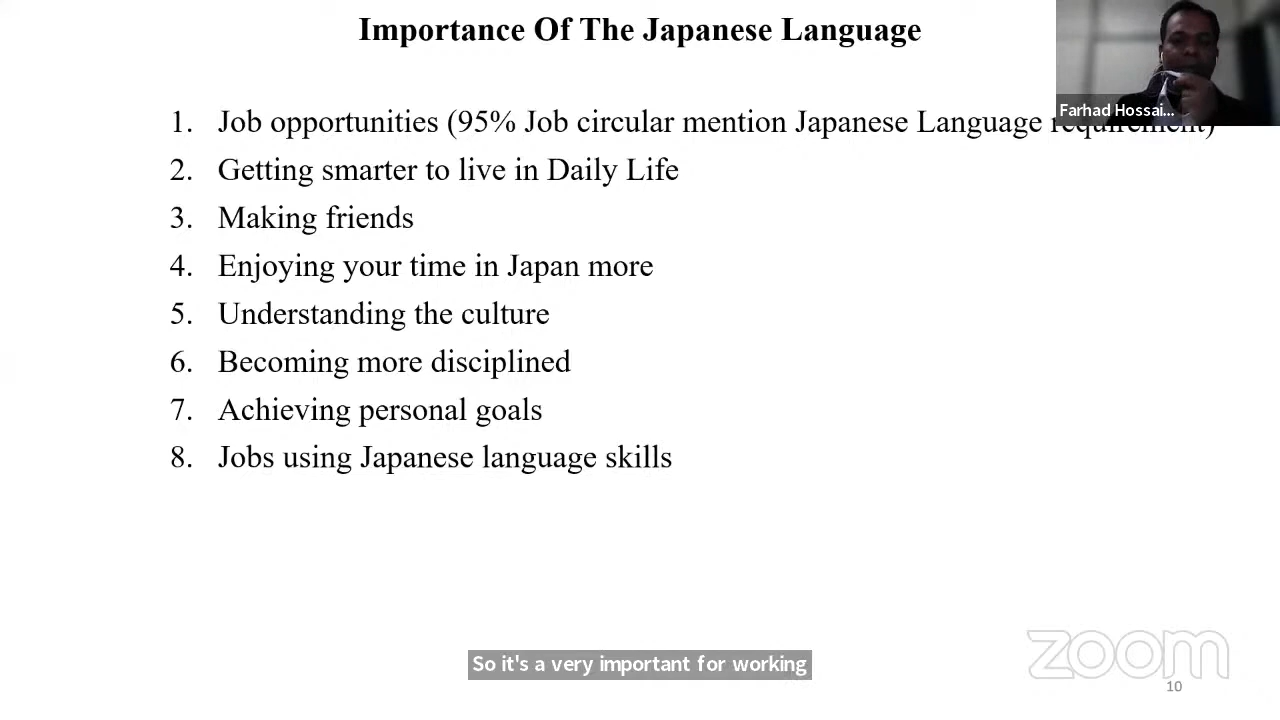 Importance Of The Japanese Language
Farhad Hossai...
1. Job opportunities (95% Job circular mention Japanese Language requirement)
2. Getting smarter to live in Daily Life
3. Making friends
4. Enjoying your time in Japan more
5. Understanding the culture
6. Becoming more disciplined
7. Achieving personal goals
8. Jobs using Japanese language skills
So it's a very important for working
zoom
10